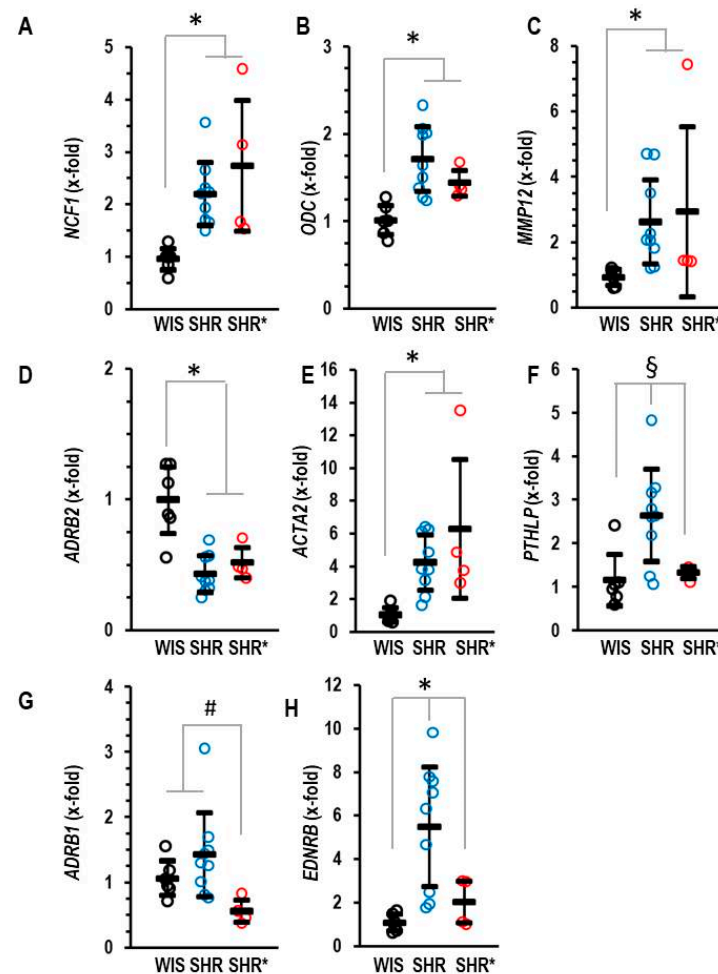 A
*
NCF1 (x-fold)
5
4
3
2
1
0
WIS SHR SHR*
B
*
ODC (x-fold)
3
2
1
0
WIS SHR SHR*
C
*
MMP12 (x-fold)
8
6
4
2
0
WIS SHR SHR*
D
*
ADRB2 (x-fold)
2
1
0
WIS SHR SHR*
E
*
ACTA2 (x-fold)
16
14
12
10
8
6
4
2
0
WIS SHR SHR*
F
§
PTHLP (x-fold)
6
5
4
3
2
1
0
WIS SHR SHR*
G
#
ADRB1 (x-fold)
4
3
2
1
0
WIS SHR SHR*
H
*
EDNRB (x-fold)
12
10
8
6
4
2
0
WIS SHR SHR*